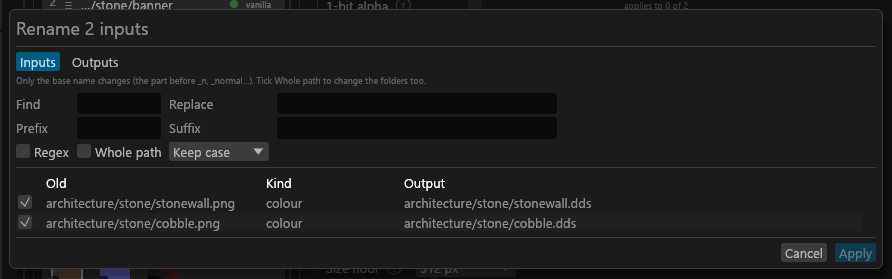 2 .../stone/banner vanilla 1-bit alpha ? applies to 0 of 2
Rename 2 inputs
Inputs Outputs
Only the base name changes (the part before _n, _normal...). Tick Whole path to change the folders too.
Find Replace
Prefix Suffix
Regex Whole path Keep case
Old Kind Output
architecture/stone/stonewall.png colour architecture/stone/stonewall.dds
architecture/stone/cobble.png colour architecture/stone/cobble.dds
Cancel Apply
Size floor 512 px